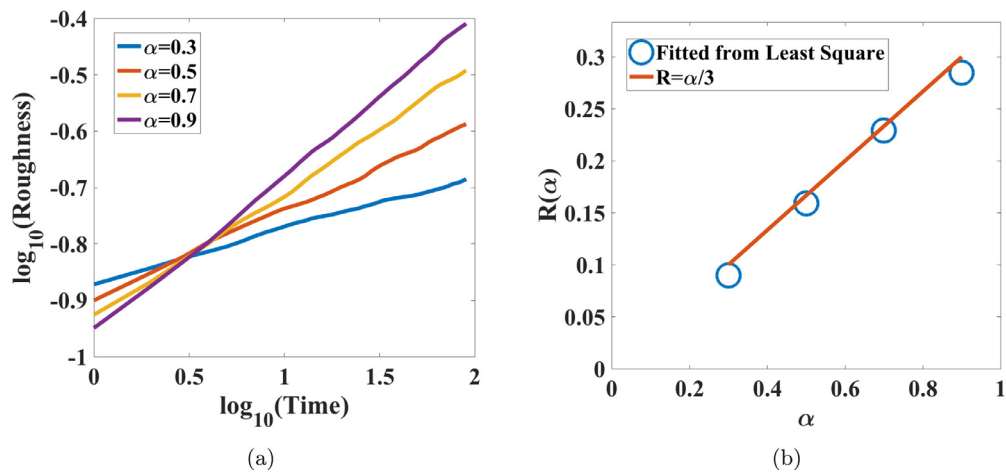 -0.4
-0.5
-0.6
-0.7
-0.8
-0.9
-1
log10(Roughness)
α=0.3
α=0.5
α=0.7
α=0.9
0
0.5
1
1.5
2
log10(Time)
(a)
0.3
0.25
0.2
0.15
0.1
0.05
0
R(α)
Fitted from Least Square
R=α/3
0
0.2
0.4
0.6
0.8
1
α
(b)